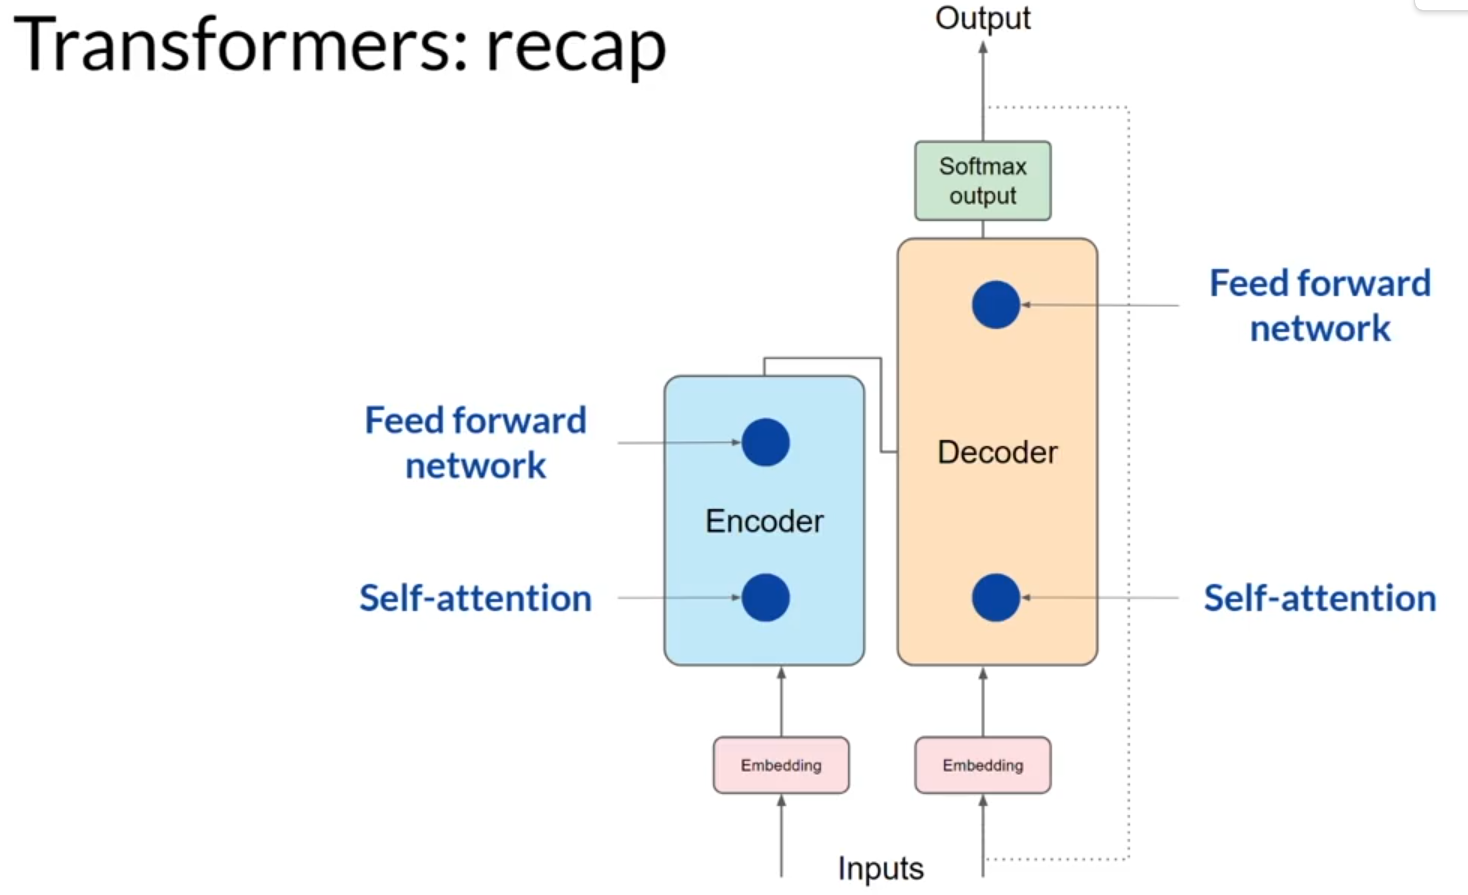 Transformers: recap
Output
Softmax
output
Feed forward
network
Feed forward
network
Decoder
Encoder
Self-attention
Self-attention
Embedding
Embedding
Inputs